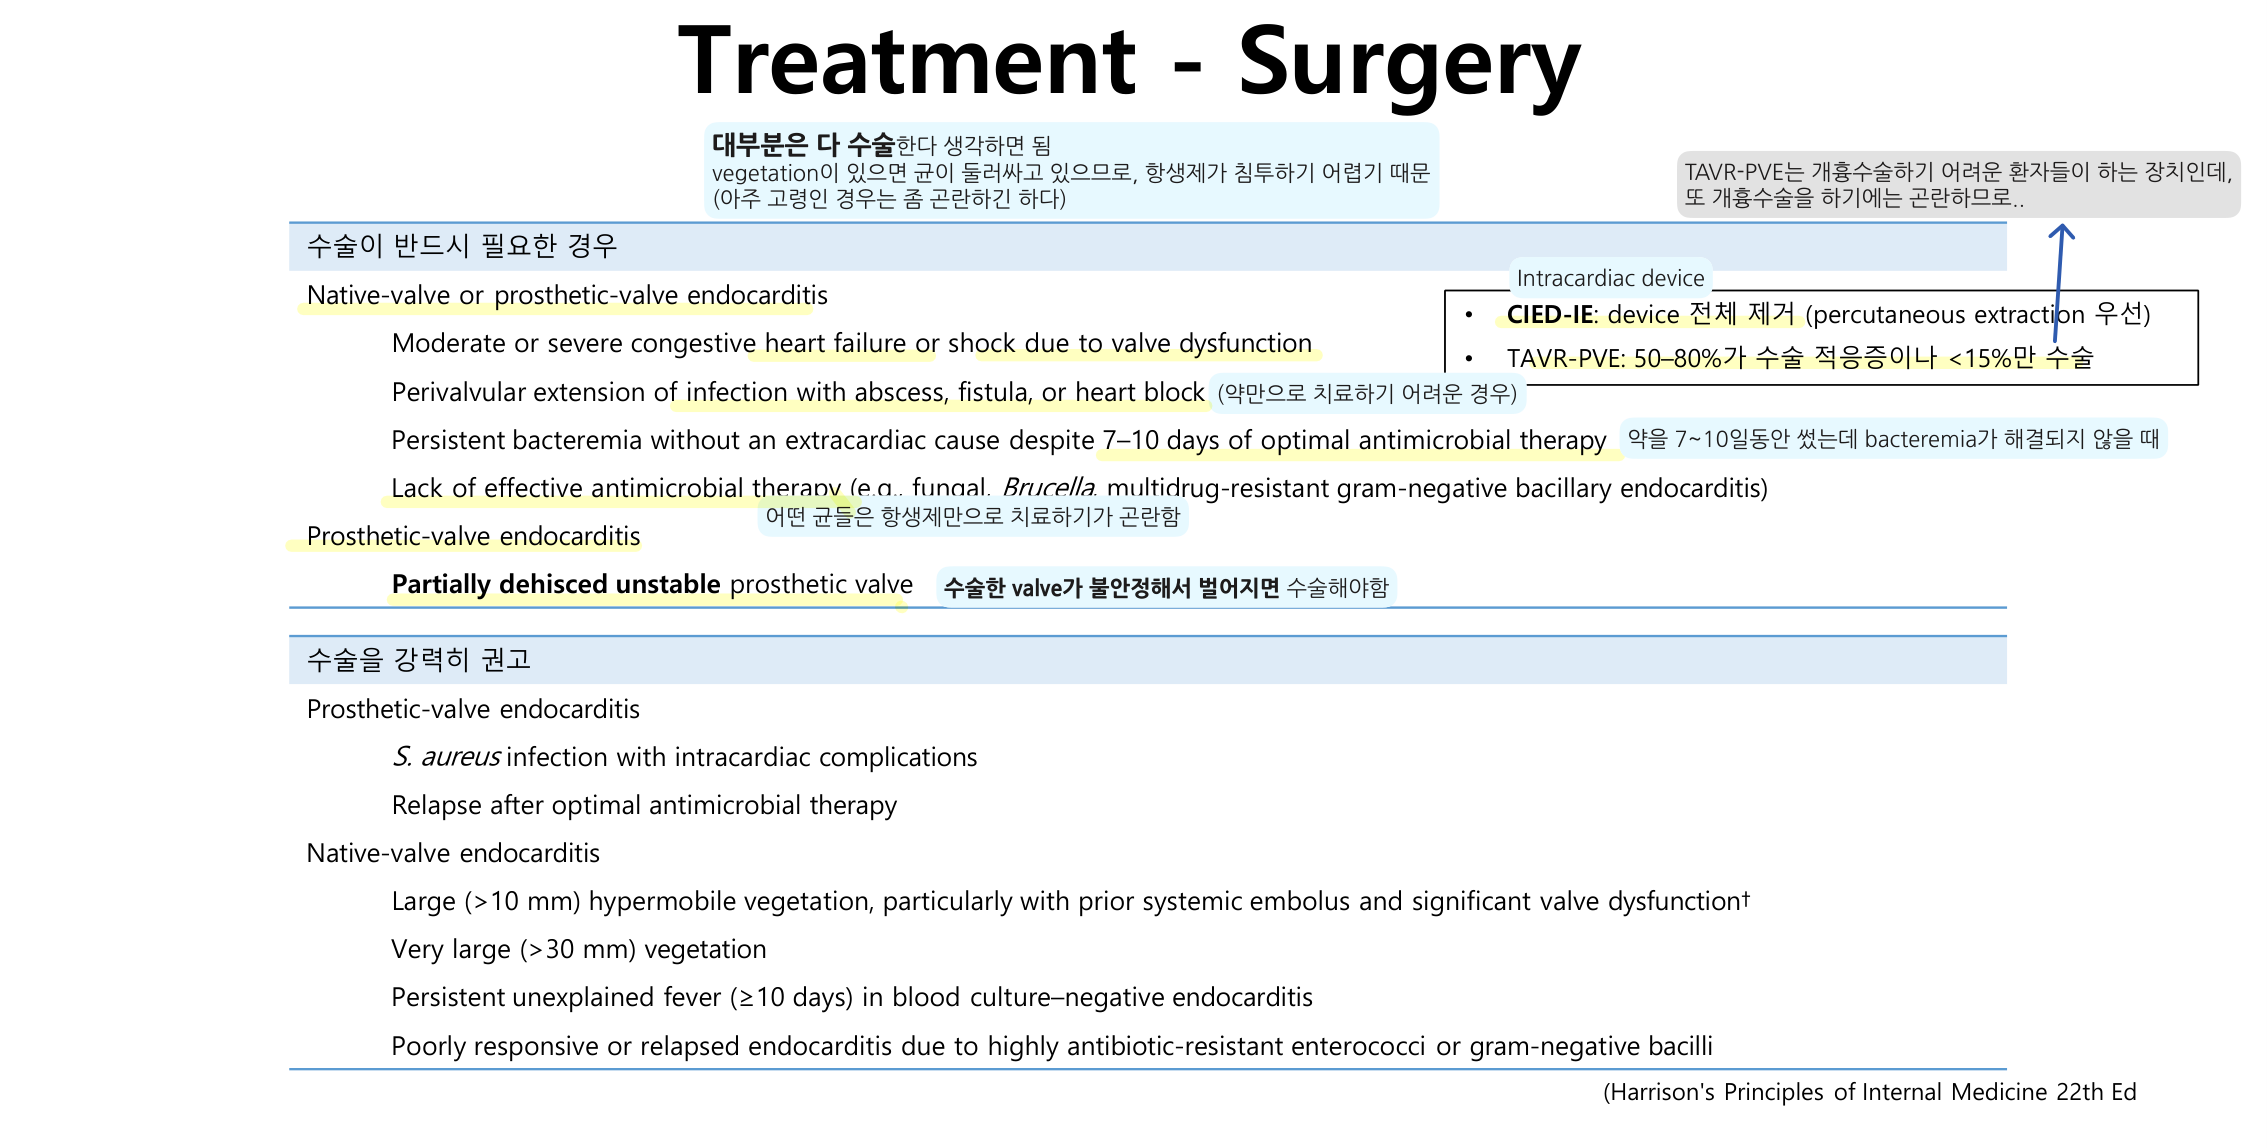 Treatment - Surgery
대부분은 다 수술한다 생각하면 됨
vegetation이 있으면 균이 둘러싸고 있으므로, 항생제가 침투하기 어렵기 때문
(아주 고령인 경우는 좀 곤란하긴 하다)
TAVR-PVE는 개흉수술하기 어려운 환자들이 하는 장치인데,
또 개흉수술을 하기에는 곤란하므로..
수술이 반드시 필요한 경우
Intracardiac device
• CIED-IE: device 전체 제거 (percutaneous extraction 우선)
• TAVR-PVE: 50–80%가 수술 적응증이나 <15%만 수술
Native-valve or prosthetic-valve endocarditis
Moderate or severe congestive heart failure or shock due to valve dysfunction
Perivalvular extension of infection with abscess, fistula, or heart block (약만으로 치료하기 어려운 경우)
Persistent bacteremia without an extracardiac cause despite 7–10 days of optimal antimicrobial therapy 약을 7~10일동안 썼는데 bacteremia가 해결되지 않을 때
Lack of effective antimicrobial therapy (e.g., fungal, Brucella, multidrug-resistant gram-negative bacillary endocarditis)
어떤 균들은 항생제만으로 치료하기가 곤란함
Prosthetic-valve endocarditis
Partially dehisced unstable prosthetic valve 수술한 valve가 불안정해서 벌어지면 수술해야함
수술을 강력히 권고
Prosthetic-valve endocarditis
S. aureus infection with intracardiac complications
Relapse after optimal antimicrobial therapy
Native-valve endocarditis
Large (>10 mm) hypermobile vegetation, particularly with prior systemic embolus and significant valve dysfunction†
Very large (>30 mm) vegetation
Persistent unexplained fever (≥10 days) in blood culture–negative endocarditis
Poorly responsive or relapsed endocarditis due to highly antibiotic-resistant enterococci or gram-negative bacilli
(Harrison's Principles of Internal Medicine 22th Ed